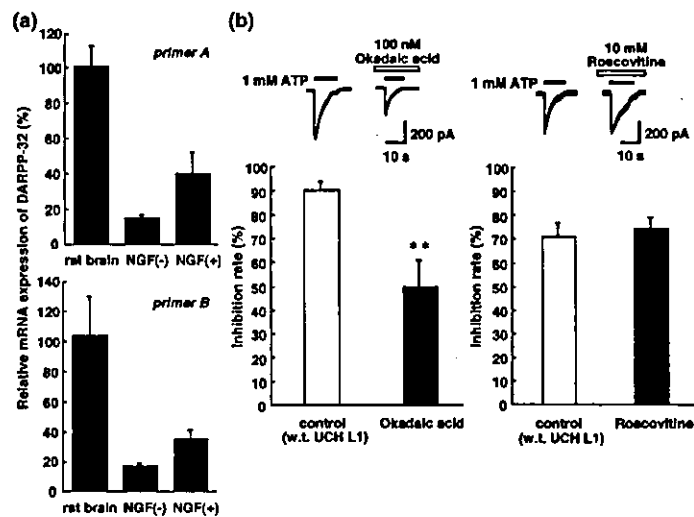 (a)
Relative mRNA expression of DARPP-32 (%)
primer A
120
100
80
60
40
20
0
rat brain NGF(-) NGF(+)
primer B
140
120
100
80
60
40
20
0
rat brain NGF(-) NGF(+)
(b)
100 nM
Okadaic acid
1 mM ATP
200 pA
10 s
Inhibition rate (%)
100
90
80
70
60
50
40
30
20
10
0
**
control
(w.t. UCH L1)
Okadaic acid
10 mM
Roscovitine
1 mM ATP
200 pA
10 s
Inhibition rate (%)
100
90
80
70
60
50
40
30
20
10
0
control
(w.t. UCH L1)
Roscovitine